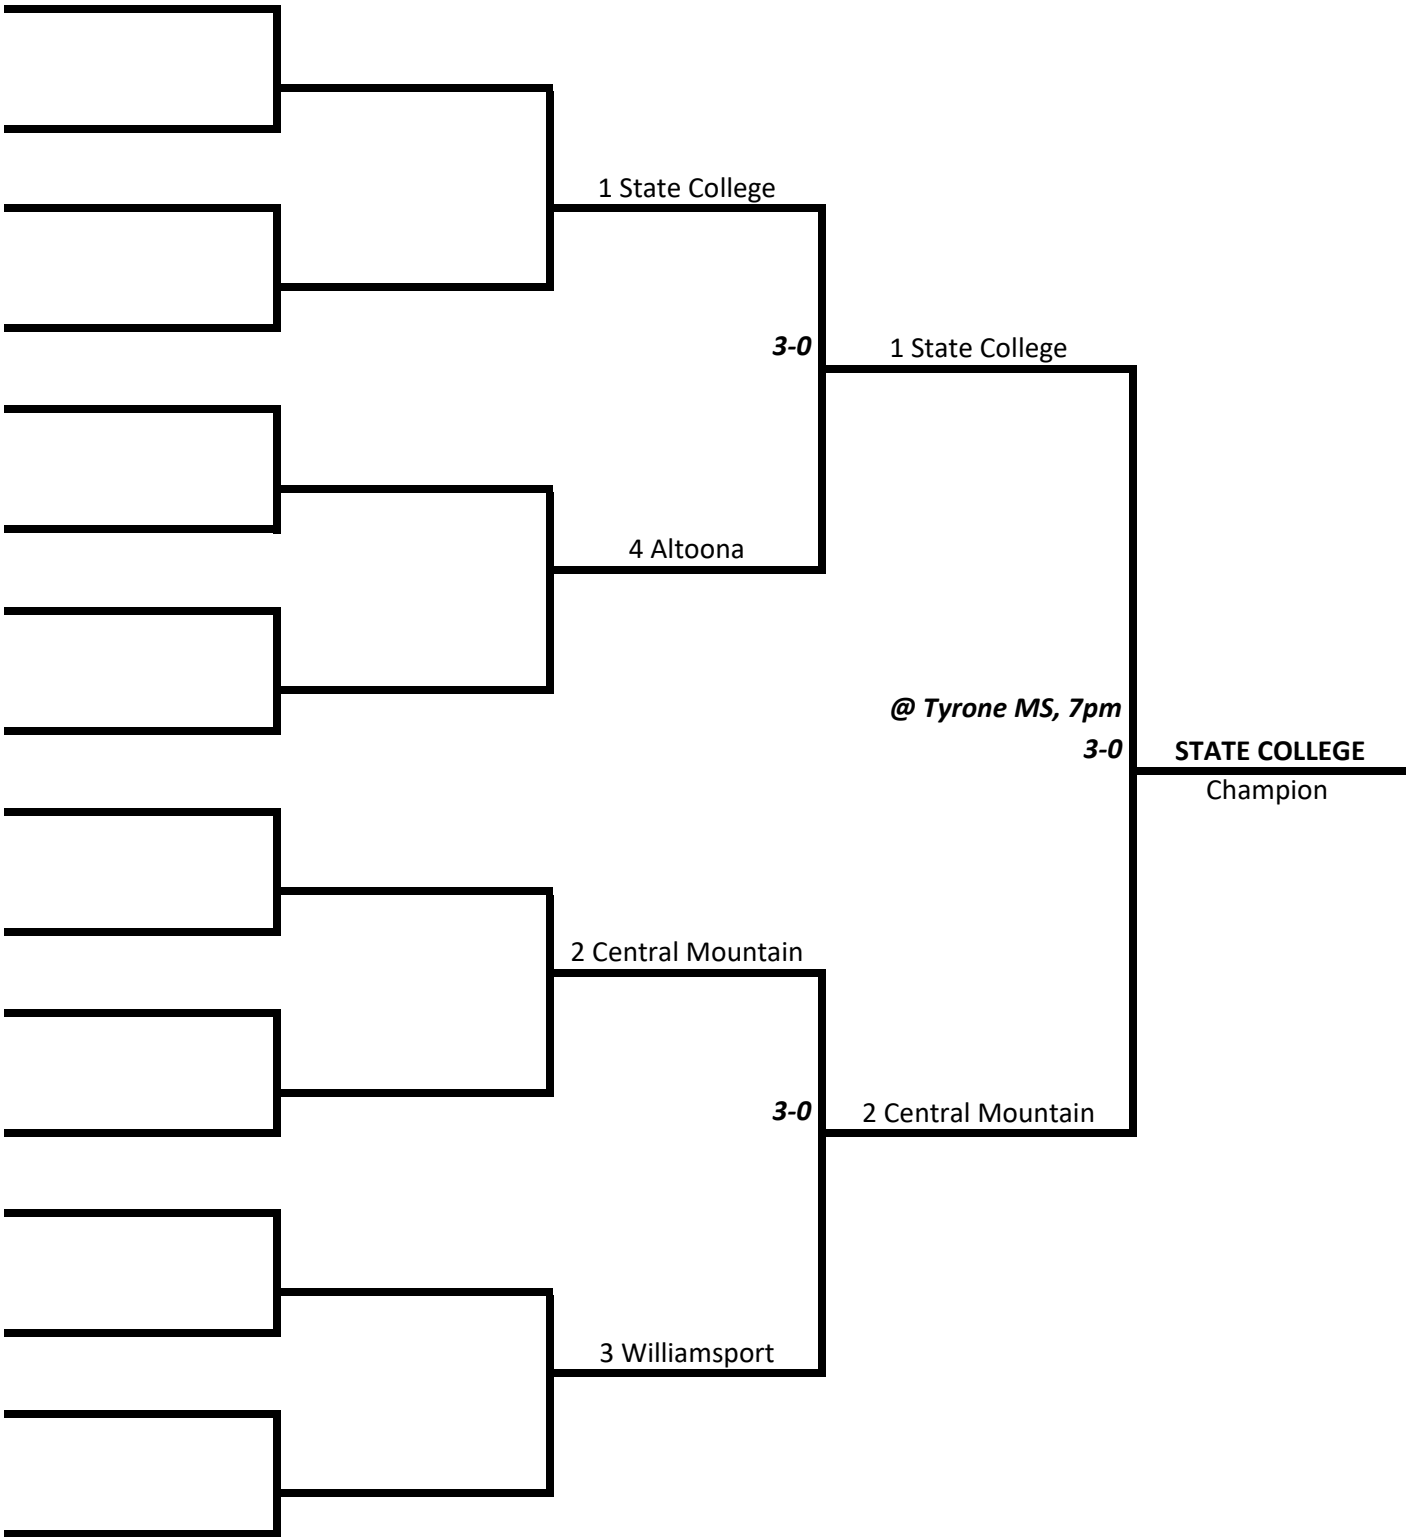 1 State College
3-0
1 State College
4 Altoona
@ Tyrone MS, 7pm
3-0
STATE COLLEGE
Champion
2 Central Mountain
3-0
2 Central Mountain
3 Williamsport